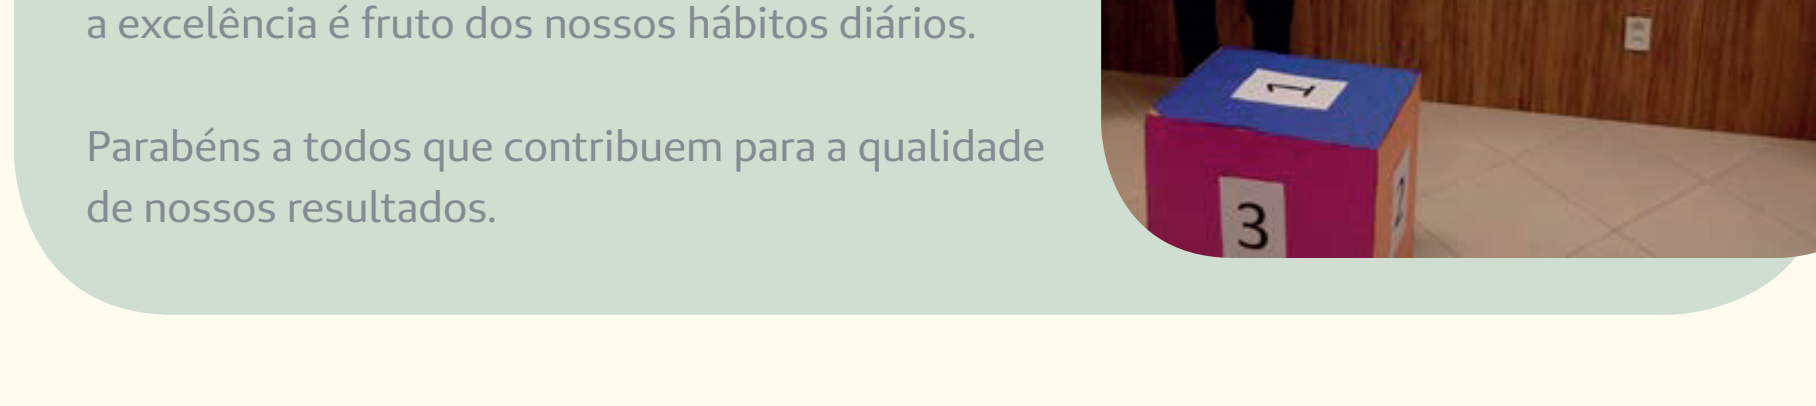 a excelência é fruto dos nossos hábitos diários.
Parabéns a todos que contribuem para a qualidade
de nossos resultados.
1
3
2